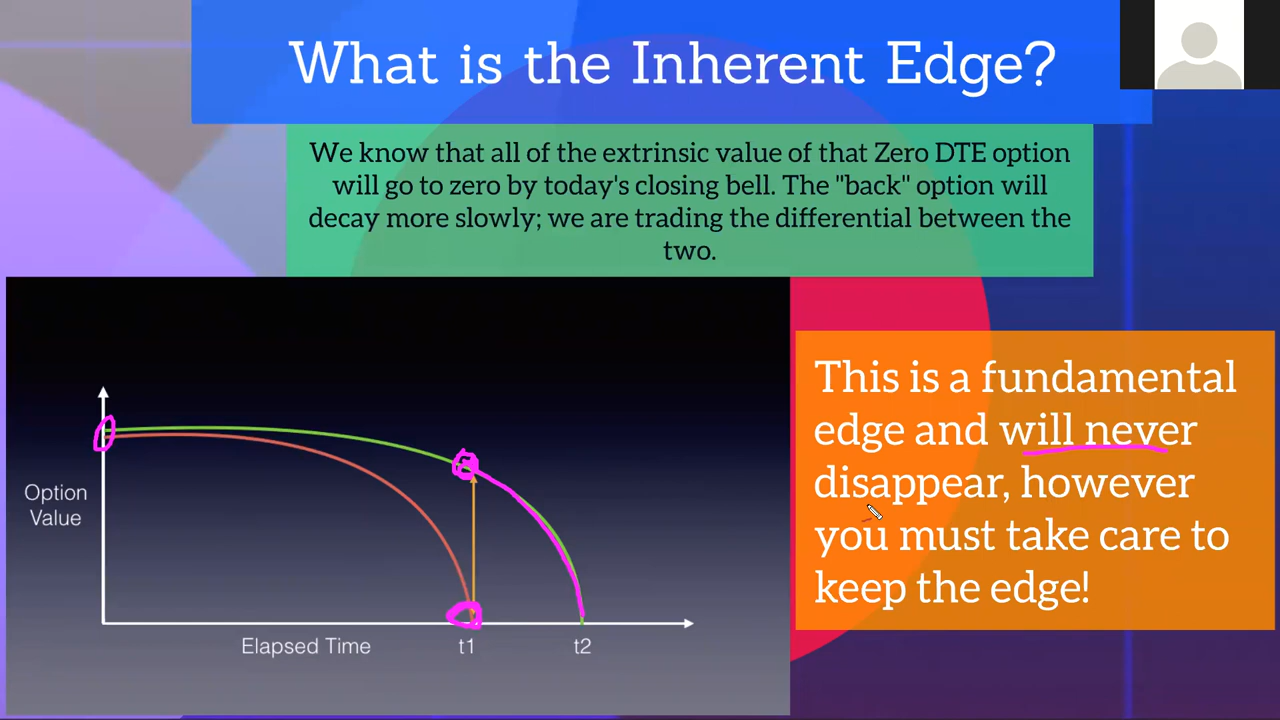 What is the Inherent Edge?
We know that all of the extrinsic value of that Zero DTE option
will go to zero by today's closing bell. The "back" option will
decay more slowly; we are trading the differential between the
two.
This is a fundamental
edge and will never
disappear, however
you must take care to
keep the edge!
Option
Value
Elapsed Time
t1
t2